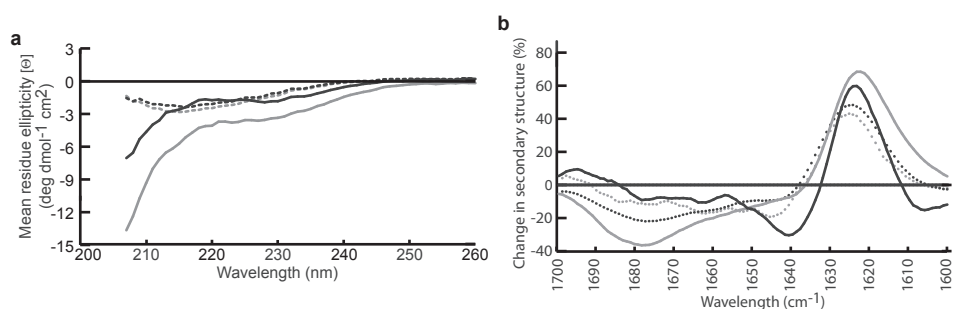 a
Mean residue ellipticity [Θ]
(deg dmol-1 cm2)
3
0
-3
-6
-9
-12
-15
200 210 220 230 240 250 260
Wavelength (nm)
b
Change in secondary structure (%)
80
60
40
20
0
-20
-40
1700 1690 1680 1670 1660 1650 1640 1630 1620 1610 1600
Wavelength (cm-1)